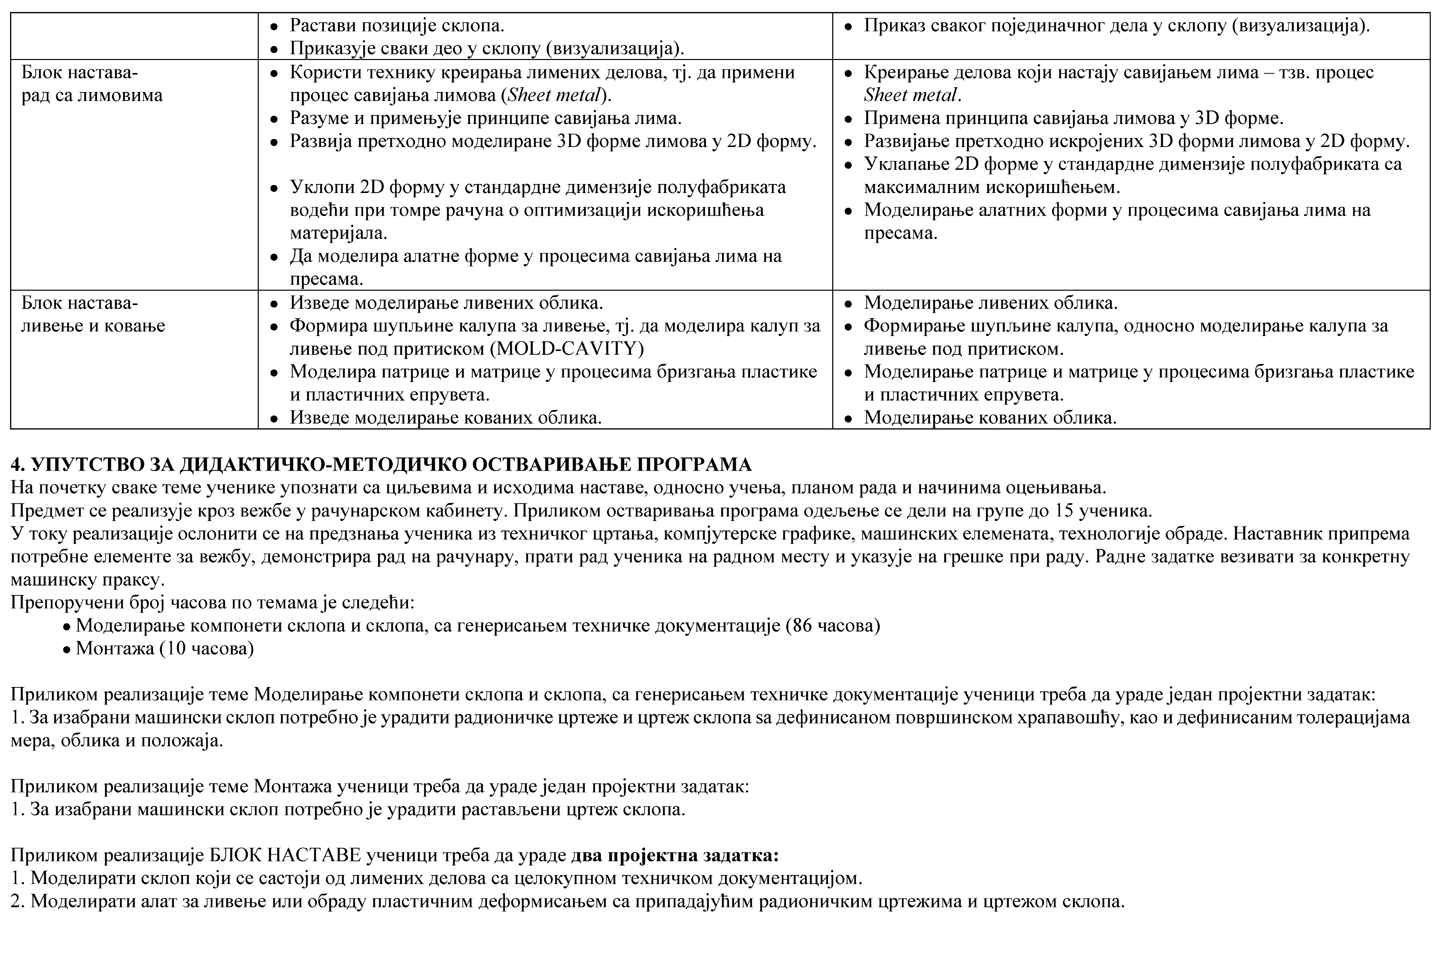 • Растави позиције склопа.
• Приказује сваки део у склопу (визуализација).
• Приказ сваког појединачног дела у склопу (визуализација).
Блок настава-
рад са лимовима
• Користи технику креирања лимених делова, тј. да примени
процес савијања лимова (Sheet metal).
• Разуме и примењује принципе савијања лима.
• Развија претходно моделиране 3D форме лимова у 2D форму.
• Уклопи 2D форму у стандардне димензије полуфабриката
водећи при томре рачуна о оптимизацији искоришћења
материјала.
• Да моделира алатне форме у процесима савијања лима на
пресама.
• Креирање делова који настају савијањем лима – тзв. процес
Sheet metal.
• Примена принципа савијања лимова у 3D форме.
• Развијање претходно искројених 3D форми лимова у 2D форму.
• Уклапање 2D форме у стандардне димензије полуфабриката са
максималним искоришћењем.
• Моделирање алатних форми у процесима савијања лима на
пресама.
Блок настава-
ливење и ковање
• Изведе моделирање ливених облика.
• Формира шупљине калупа за ливење, тј. да моделира калуп за
ливење под притиском (MOLD-CAVITY)
• Моделира патрице и матрице у процесима бризгања пластике
и пластичних епрувета.
• Изведе моделирање кованих облика.
• Моделирање ливених облика.
• Формирање шупљине калупа, односно моделирање калупа за
ливење под притиском.
• Моделирање патрице и матрице у процесима бризгања пластике
и пластичних епрувета.
• Моделирање кованих облика.
4. УПУТСТВО ЗА ДИДАКТИЧКО-МЕТОДИЧКО ОСТВАРИВАЊЕ ПРОГРАМА
На почетку сваке теме ученике упознати са циљевима и исходима наставе, односно учења, планом рада и начинима оцењивања.
Предмет се реализује кроз вежбе у рачунарском кабинету. Приликом остваривања програма одељење се дели на групе до 15 ученика.
У току реализације ослонити се на предзнања ученика из техничког цртања, компјутерске графике, машинских елемената, технологије обраде. Наставник припрема
потребне елементе за вежбу, демонстрира рад на рачунару, прати рад ученика на радном месту и указује на грешке при раду. Радне задатке везивати за конкретну
машинску праксу.
Препоручени број часова по темама је следећи:
• Моделирање компонети склопа и склопа, са генерисањем техничке документације (86 часова)
• Монтажа (10 часова)
Приликом реализације теме Моделирање компонети склопа и склопа, са генерисањем техничке документације ученици треба да ураде један пројектни задатак:
1. За изабрани машински склоп потребно је урадити радионичке цртеже и цртеж склопа sa дефинисаном површинском храпавошћу, као и дефинисаним толерацијама
мера, облика и положаја.
Приликом реализације теме Монтажа ученици треба да ураде један пројектни задатак:
1. За изабрани машински склоп потребно је урадити растављени цртеж склопа.
Приликом реализације БЛОК НАСТАВЕ ученици треба да ураде два пројектна задатка:
1. Моделирати склоп који се састоји од лимених делова са целокупном техничком документацијом.
2. Моделирати алат за ливење или обраду пластичним деформисањем са припадајућим радионичким цртежима и цртежом склопа.